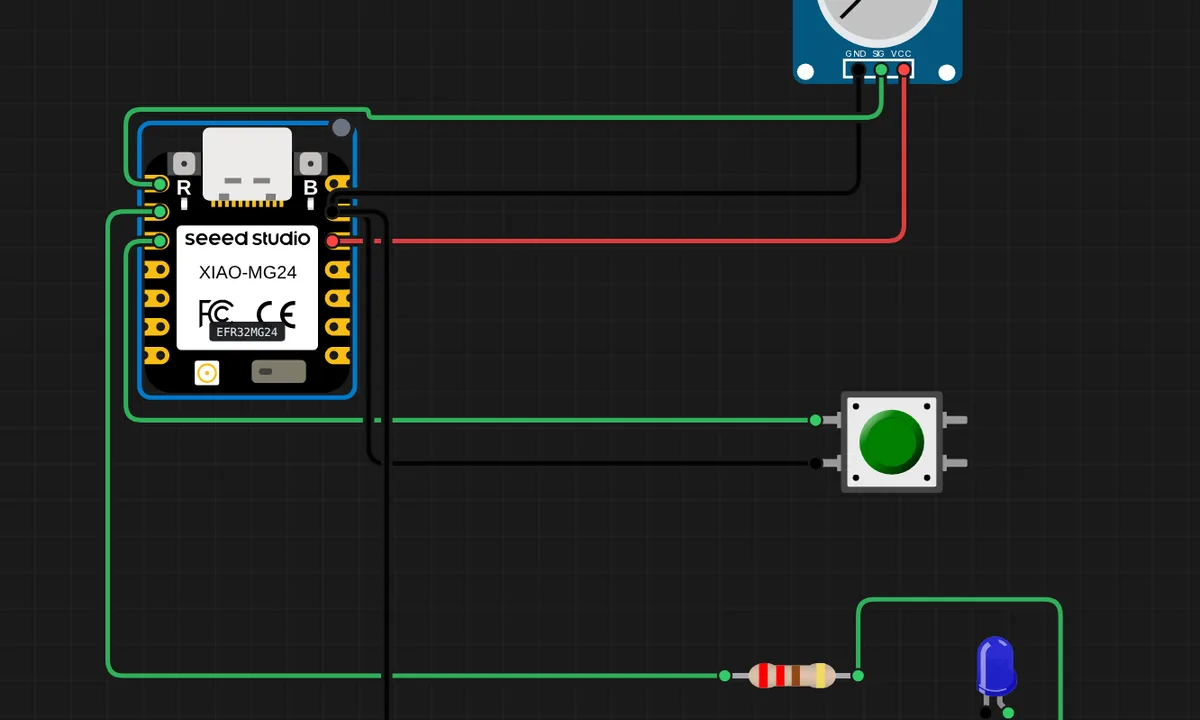 GND SIG VCC
R B
seeed studio
XIAO-MG24
FC CE
EFR32MG24